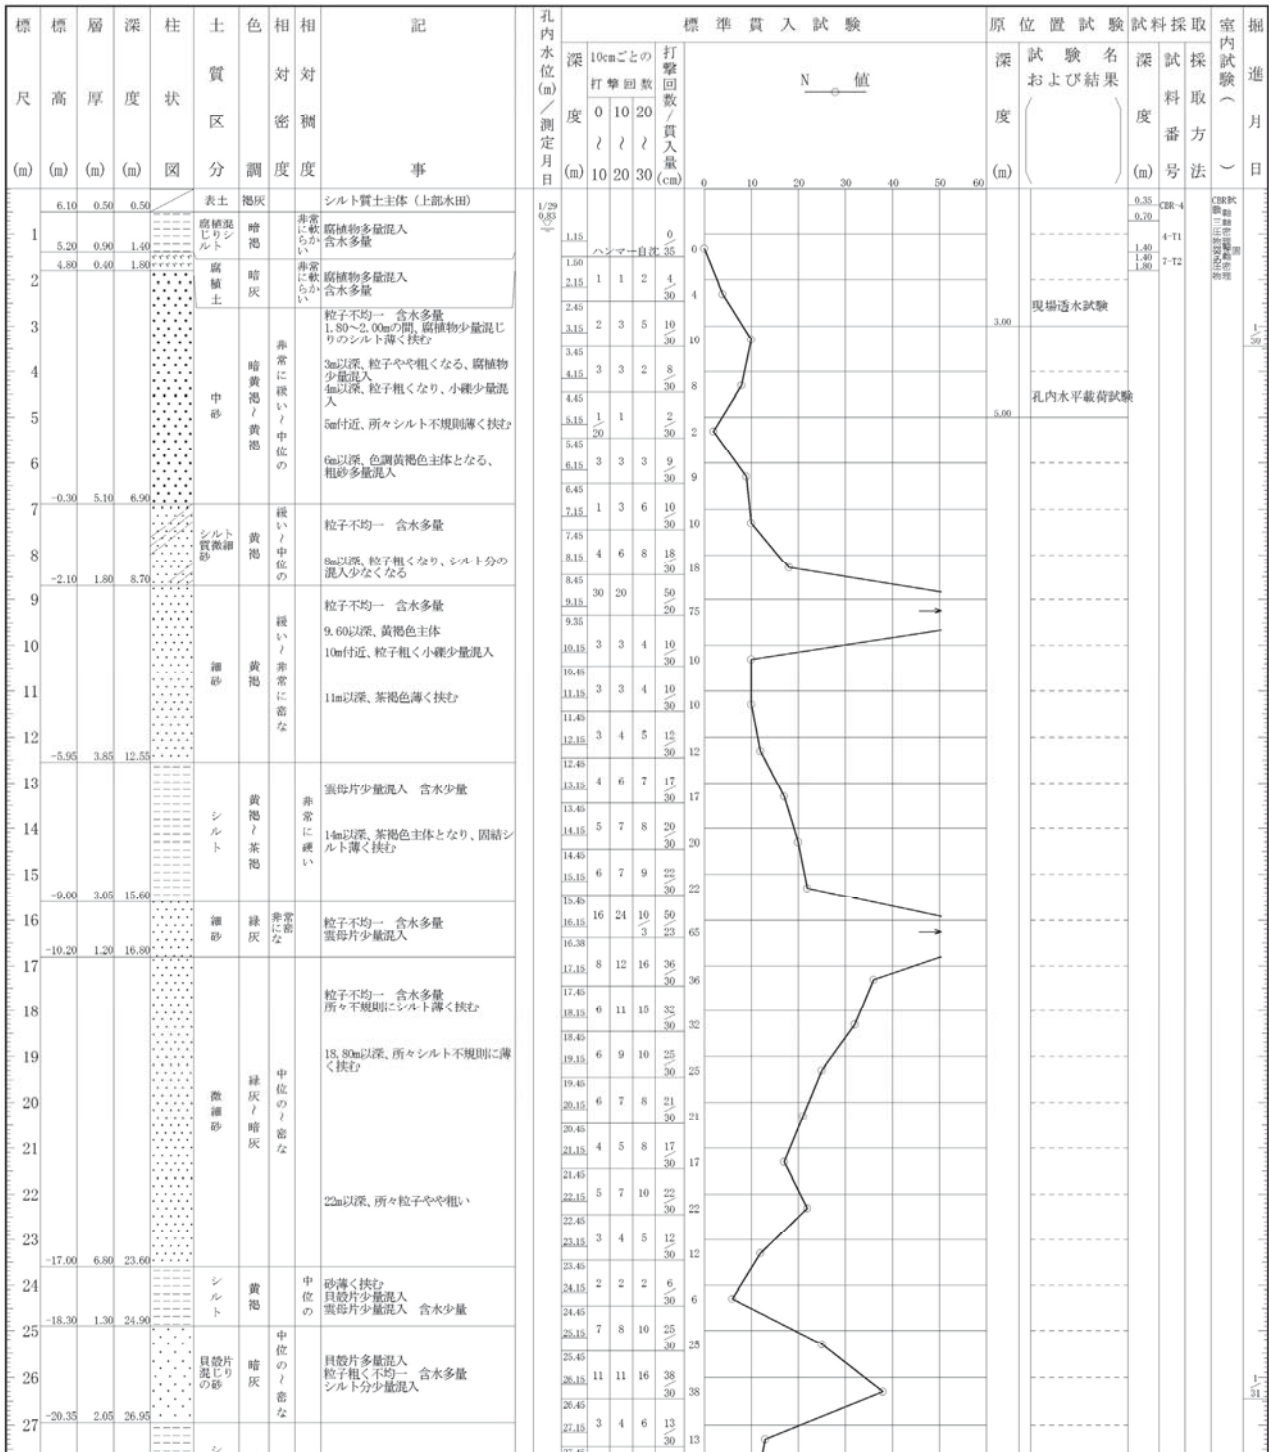 標尺(m) 標高(m) 層厚(m) 深度(m) 柱状図 土質区分 色調 相対密度 相対稠度 記事 孔内水位(m)／測定月日 標準貫入試験 原位置試験 試料採取 室内試験( ) 掘進月日
深度(m) 10cmごとの打撃回数 打撃回数／貫入量(cm) N 値 深度(m) 試験名および結果 深度(m) 試料番号 採取方法
0〜10 10〜20 20〜30 0 10 20 30 40 50 60
6.10 0.50 0.50 表土 褐灰 シルト質土主体（上部水田） 1/29 0.83
0.35 CBR-4
0.70
1 5.20 0.90 1.40 腐植混じりシルト 暗褐 非常に軟らかい 腐植物多量混入
含水多量
1.15 ハンマー自沈 0/35 0
4-T1
1.40
2 4.80 0.40 1.80 腐植土 暗灰 非常に軟らかい 腐植物多量混入
含水多量
1.50
2.15 1 1 2 4/30 4
1.40 7-T2
1.80
2.45
中砂 暗黄褐〜黄褐 非常に緩い〜中位の
粒子不均一 含水多量
1.80〜2.00mの間、腐植物少量混じ
りのシルト薄く挟む
現場透水試験
3.00
3 3.15 2 3 5 10/30 10 1/30
3m以深、粒子やや粗くなる、腐植物
少量混入
3.45
4 4.15 3 3 2 8/30 8
4m以深、粒子粗くなり、小礫少量混
入
4.45
孔内水平載荷試験
5.00
5 5.15 1/20 1 2/30 2
5m付近、所々シルト不規則薄く挟む
5.45
6 6.15 3 3 3 9/30 9
6m以深、色調黄褐色主体となる、
粗砂多量混入
6.45
-0.30 5.10 6.90
7 7.15 1 3 6 10/30 10
シルト質微細砂 黄褐 緩い〜中位の 粒子不均一 含水多量
7.45
8 8.15 4 6 8 18/30 18
8m以深、粒子粗くなり、シルト分の
混入少なくなる
-2.10 1.80 8.70
8.45
9 9.15 30 20 50/20 75
粒子不均一 含水多量
9.35
細砂 黄褐 緩い〜非常に密な
9.60以深、黄褐色主体
10 10.15 3 3 4 10/30 10
10m付近、粒子粗く小礫少量混入
10.45
11 11.15 3 3 4 10/30 10
11m以深、茶褐色薄く挟む
11.45
12 12.15 3 4 5 12/30 12
-5.95 3.85 12.55
12.45
13 13.15 4 6 7 17/30 17
シルト 黄褐〜茶褐 非常に硬い 雲母片少量混入 含水少量
13.45
14 14.15 5 7 8 20/30 20
14m以深、茶褐色主体となり、固結シ
ルト薄く挟む
14.45
15 15.15 6 7 9 22/30 22
-9.00 3.05 15.60
15.45
16 16.15 16 24 10/3 50/23 65
細砂 緑灰 非常に密な 粒子不均一 含水多量
雲母片少量混入
-10.20 1.20 16.80
16.38
17 17.15 8 12 16 36/30 36
粒子不均一 含水多量
所々不規則にシルト薄く挟む
17.45
18 18.15 6 11 15 32/30 32
18.45
18.80m以深、所々シルト不規則に薄
く挟む
19 19.15 6 9 10 25/30 25
19.45
微細砂 緑灰〜暗灰 中位の〜密な
20 20.15 6 7 8 21/30 21
20.45
21 21.15 4 5 8 17/30 17
21.45
22 22.15 5 7 10 22/30 22
22m以深、所々粒子やや粗い
22.45
23 23.15 3 4 5 12/30 12
-17.00 6.80 23.60
23.45
24 24.15 2 2 2 6/30 6
シルト 黄褐 中位の 砂薄く挟む
貝殻片少量混入
雲母片少量混入 含水少量
-18.30 1.30 24.90
24.45
25 25.15 7 8 10 25/30 25
25.45
貝殻片混じりの砂 暗灰 中位の〜密な 貝殻片多量混入
粒子粗く不均一 含水多量
シルト分少量混入
26 26.15 11 11 16 38/30 38 1/31
26.45
-20.35 2.05 26.95
27 27.15 3 4 6 13/30 13